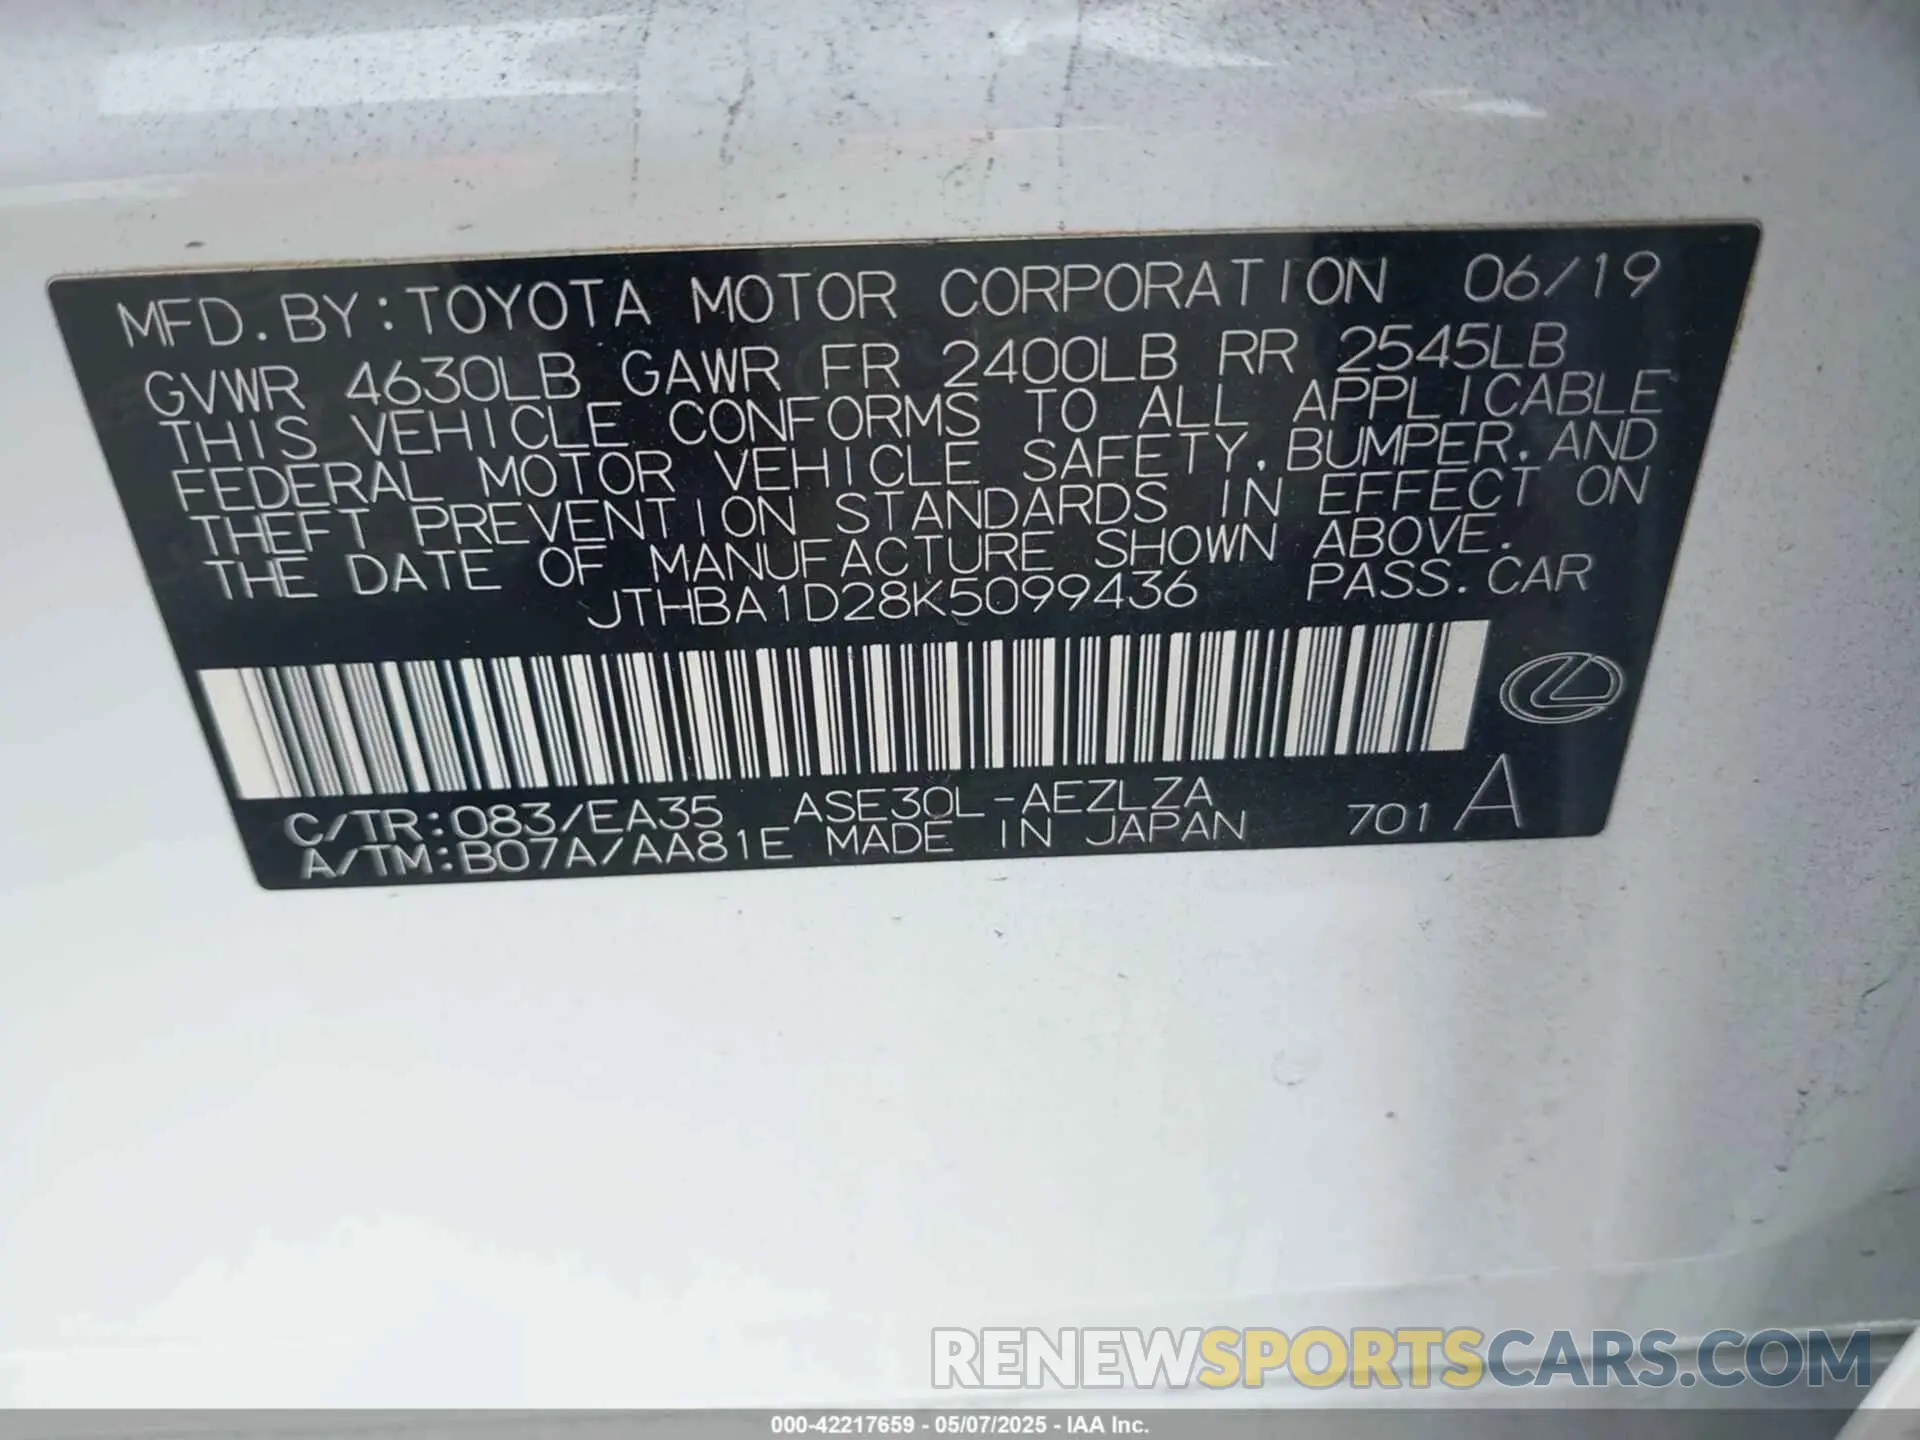 MFD. BY: TOYOTA MOTOR CORPORATION 06/19
GVWR 4630LB GAWR FR 2400LB RR 2545LB
THIS VEHICLE CONFORMS TO ALL APPLICABLE
FEDERAL MOTOR VEHICLE SAFETY, BUMPER, AND
THEFT PREVENTION STANDARDS IN EFFECT ON
THE DATE OF MANUFACTURE SHOWN ABOVE.
JTHBA1D28K5099436 PASS. CAR
C/TR: 083/EA35 ASE30L-AEZLZA
A/TM: B07A/AA81E MADE IN JAPAN 701 A
RENEWSPORTSCARS.COM
000-42217659 - 05/07/2025 - IAA Inc.